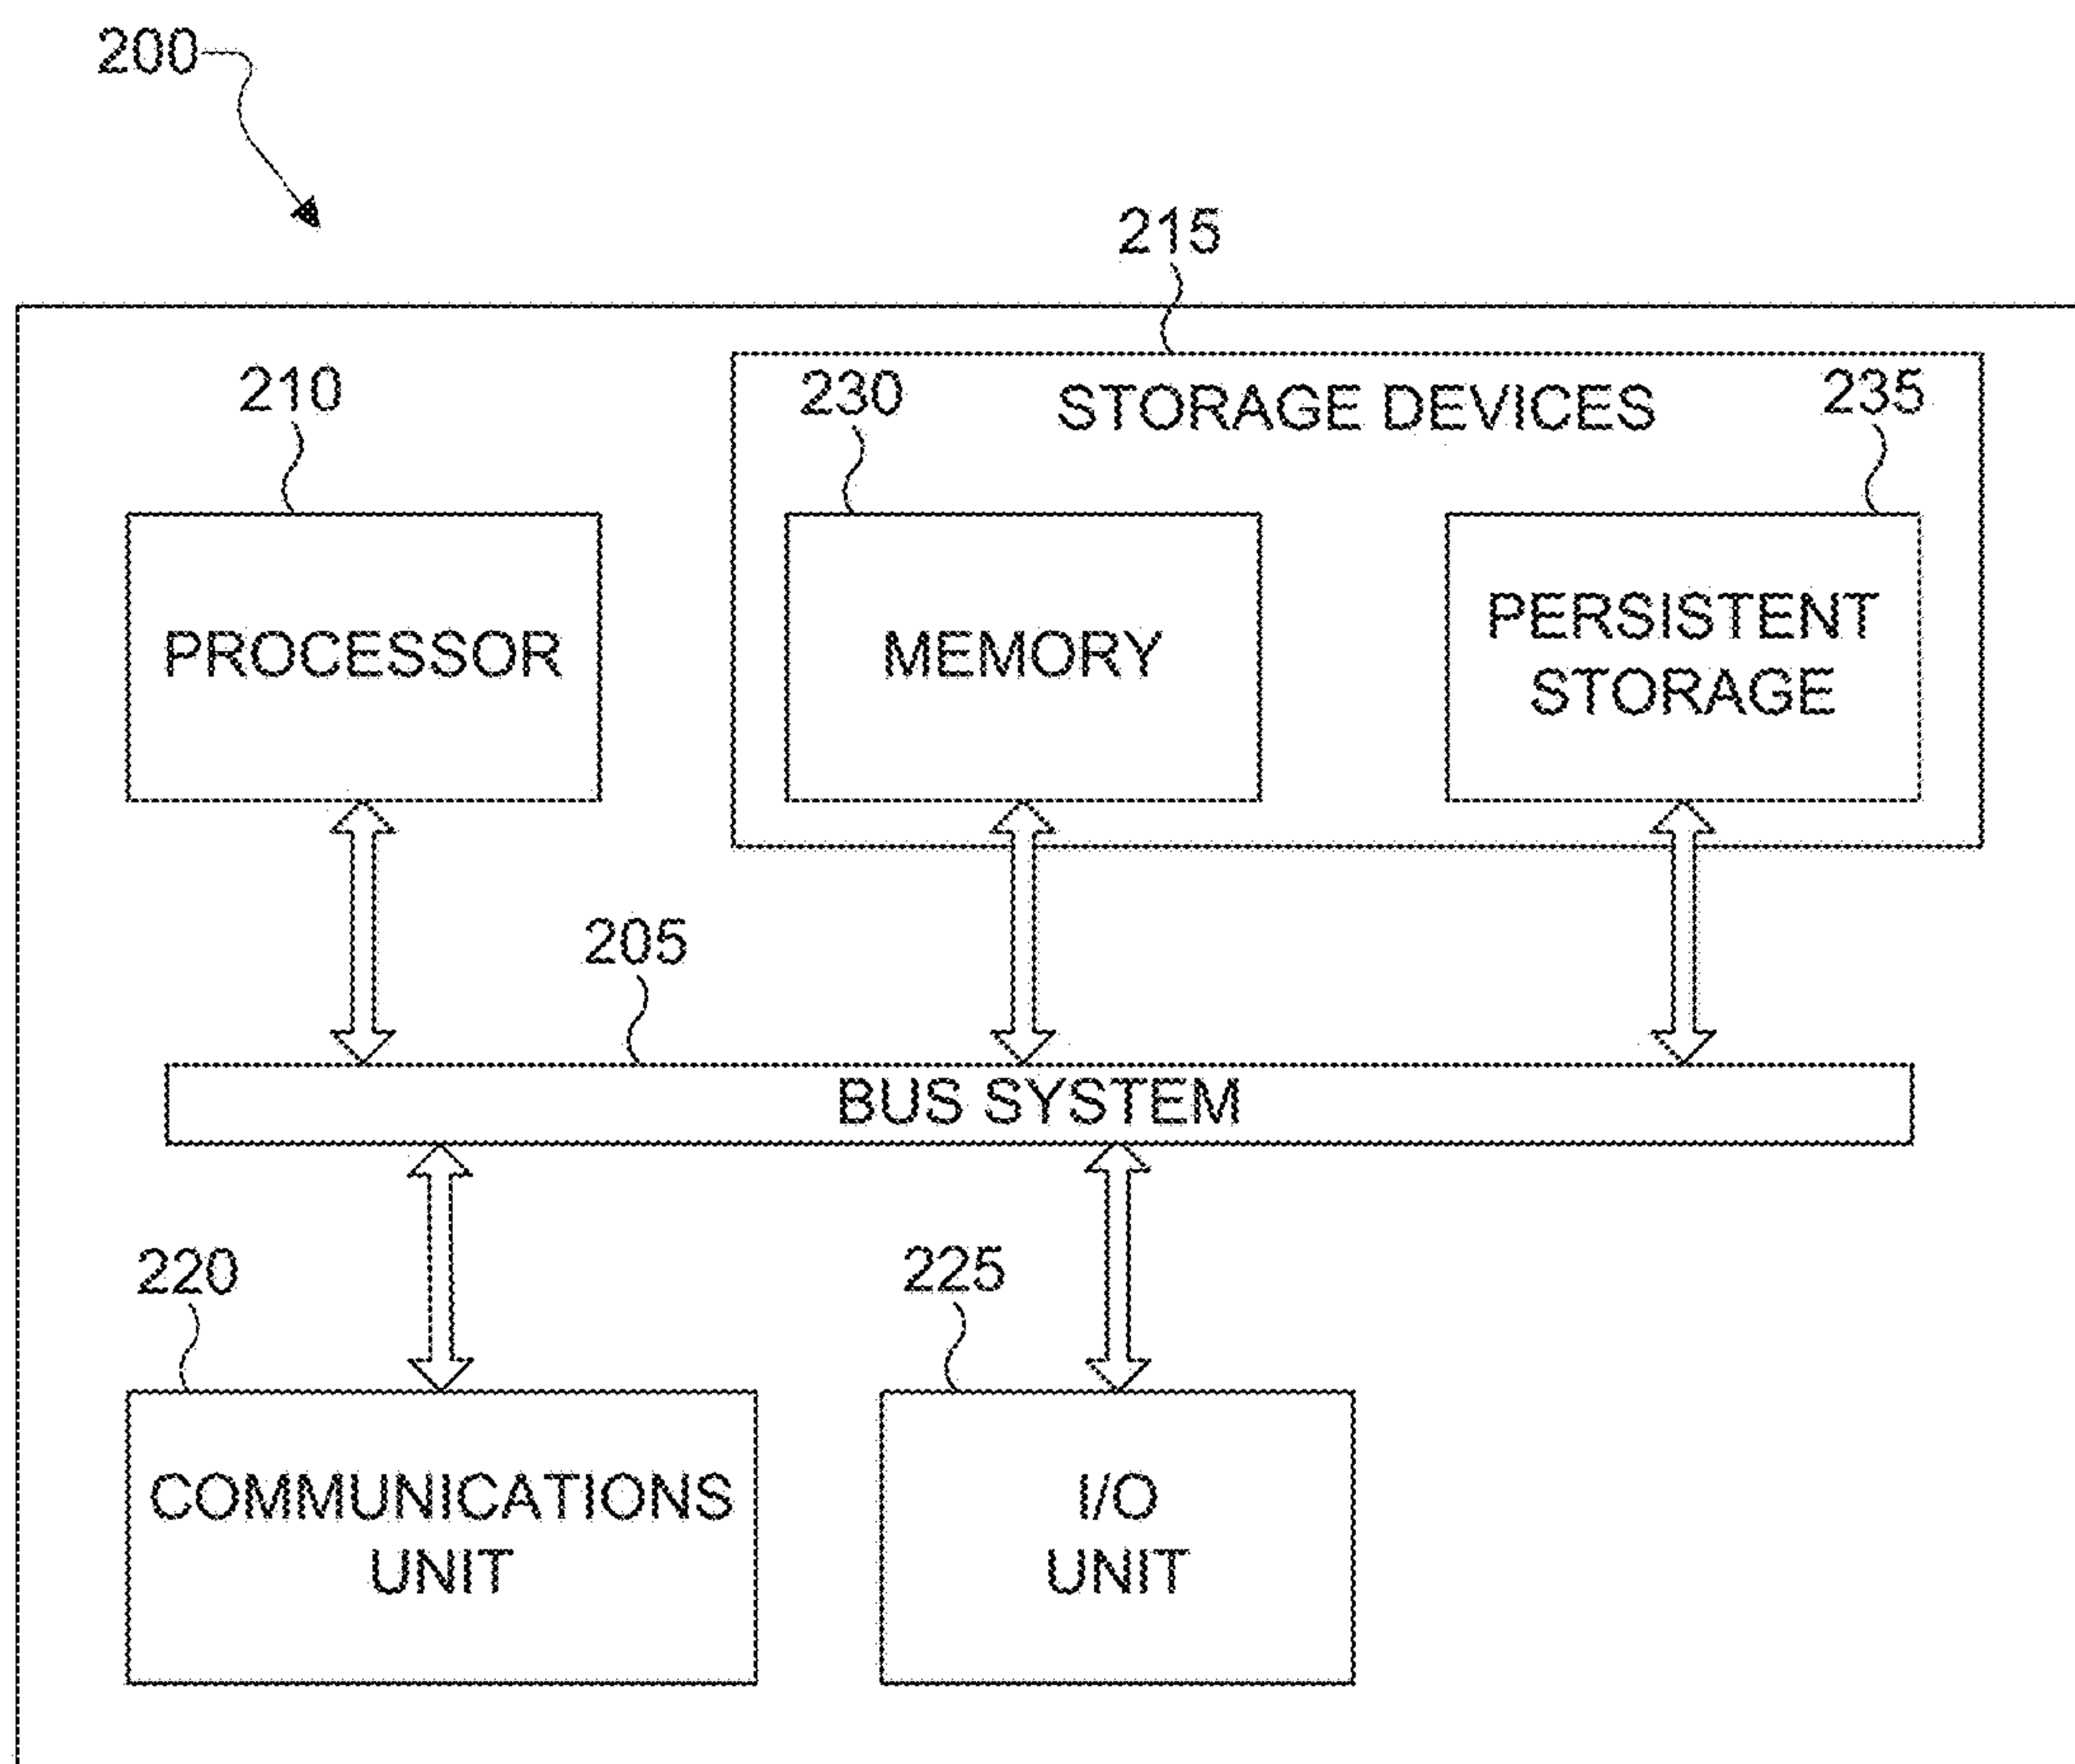 200
215
210
230
STORAGE DEVICES
235
PROCESSOR
MEMORY
PERSISTENT
STORAGE
205
BUS SYSTEM
220
225
COMMUNICATIONS
UNIT
I/O
UNIT